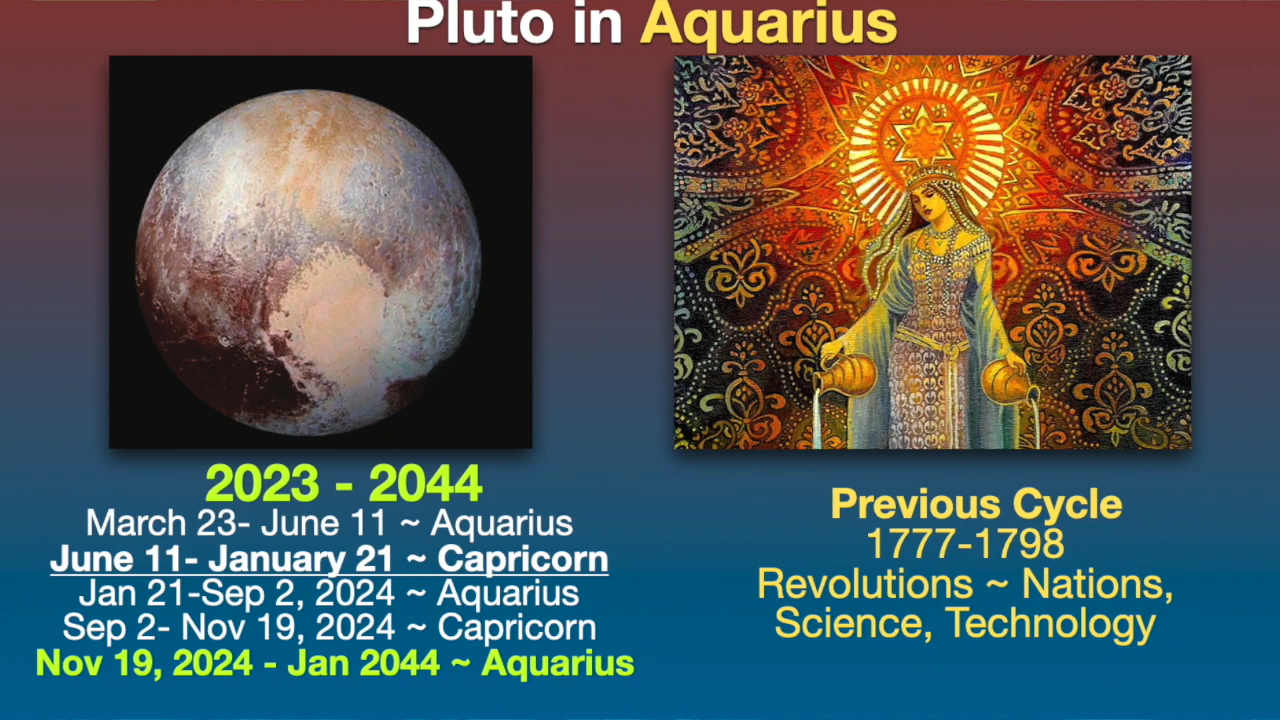 Pluto in Aquarius
2023 - 2044
March 23- June 11 ~ Aquarius
June 11- January 21 ~ Capricorn
Jan 21-Sep 2, 2024 ~ Aquarius
Sep 2- Nov 19, 2024 ~ Capricorn
Nov 19, 2024 - Jan 2044 ~ Aquarius
Previous Cycle
1777-1798
Revolutions ~ Nations,
Science, Technology